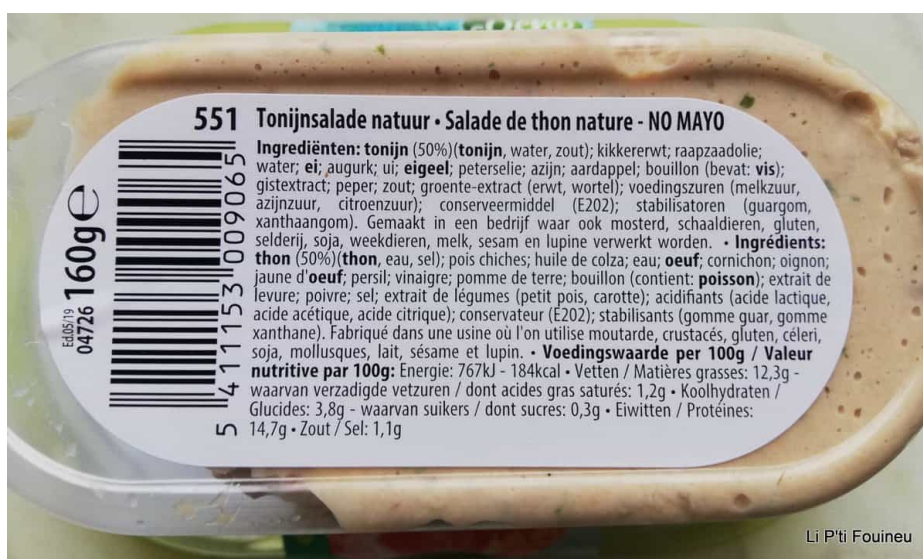 551 Tonijnsalade natuur • Salade de thon nature - NO MAYO
Ingrediënten: tonijn (50%)(tonijn, water, zout); kikkererwt; raapzaadolie;
water; ei; augurk; ui; eigeel; peterselie; azijn; aardappel; bouillon (bevat: vis);
gistextract; peper; zout; groente-extract (erwt, wortel); voedingszuren (melkzuur,
azijnzuur, citroenzuur); conserveermiddel (E202); stabilisatoren (guargom,
xanthaangom). Gemaakt in een bedrijf waar ook mosterd, schaaldieren, gluten,
selderij, soja, weekdieren, melk, sesam en lupine verwerkt worden. • Ingrédients:
thon (50%)(thon, eau, sel); pois chiches; huile de colza; eau; oeuf; cornichon; oignon;
jaune d'oeuf; persil; vinaigre; pomme de terre; bouillon (contient: poisson); extrait de
levure; poivre; sel; extrait de légumes (petit pois, carotte); acidifiants (acide lactique,
acide acétique, acide citrique); conservateur (E202); stabilisants (gomme guar, gomme
xanthane). Fabriqué dans une usine où l'on utilise moutarde, crustacés, gluten, céleri,
soja, mollusques, lait, sésame et lupin. • Voedingswaarde per 100g / Valeur
nutritive par 100g: Energie: 767kJ - 184kcal • Vetten / Matières grasses: 12,3g -
waarvan verzadigde vetzuren / dont acides gras saturés: 1,2g • Koolhydraten /
Glucides: 3,8g - waarvan suikers / dont sucres: 0,3g • Eiwitten / Protéines:
14,7g • Zout / Sel: 1,1g
5 411153 009065
160g e
Ed.05/19
04726
Li P'ti Fouineu